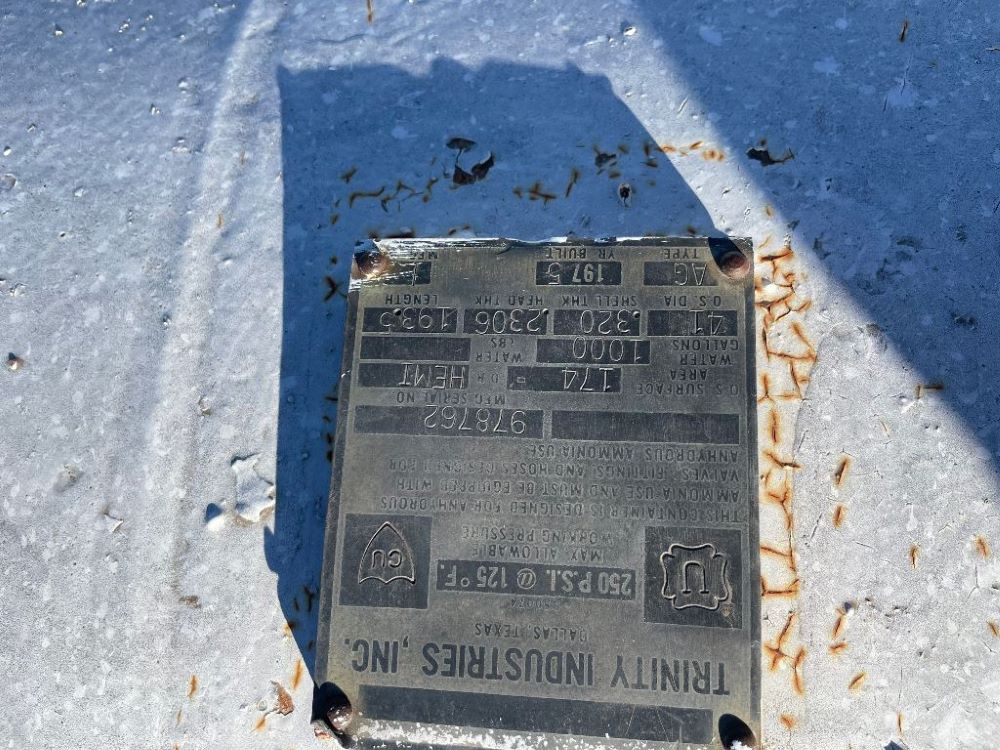 TRINITY INDUSTRIES, INC.
DALLAS, TEXAS
U
250 P.S.I. @ 125 °F.
MAX. ALLOWABLE
WORKING PRESSURE
THIS CONTAINER IS DESIGNED FOR ANHYDROUS
AMMONIA USE AND MUST BE EQUIPPED WITH
VALVES, FITTINGS, AND HOSES DESIGNED FOR
ANHYDROUS AMMONIA USE
978762
MFG. SERIAL NO.
174 - HEMT
O.S. SURFACE AREA
1000
WATER GALLONS
WATER LBS
41 .320 .2306 193.5
O.S. DIA SHELL THK HEAD THK LENGTH
AG 1975
TYPE YR BUILT